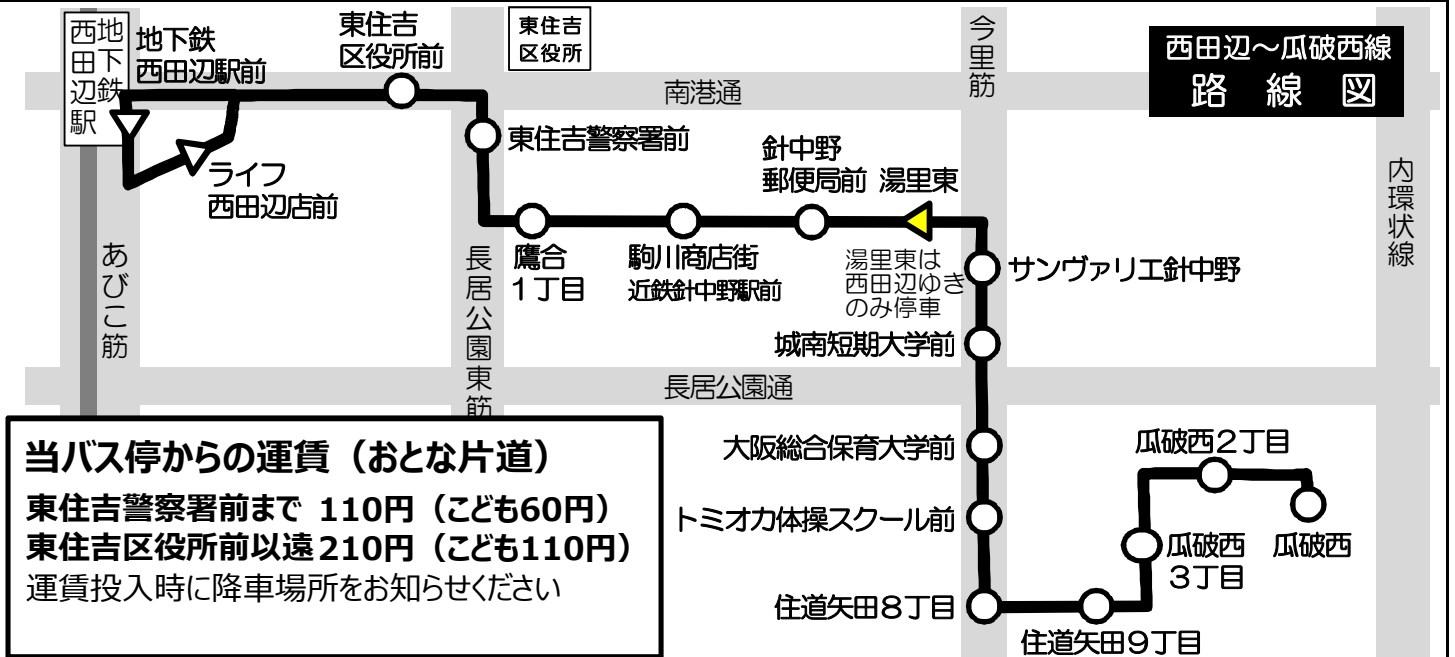 地下鉄
西田辺駅
地下鉄
西田辺駅前
東住吉
区役所前
東住吉
区役所
今里筋
西田辺～瓜破西線
路線図
南港通
東住吉警察署前
針中野
郵便局前
湯里東
ライフ
西田辺店前
内環状線
あびこ筋
長居公園東筋
鷹合
1丁目
駒川商店街
近鉄針中野駅前
湯里東は
西田辺ゆき
のみ停車
サンヴァリエ針中野
城南短期大学前
長居公園通
大阪総合保育大学前
瓜破西2丁目
トミオカ体操スクール前
瓜破西
3丁目
瓜破西
住道矢田8丁目
住道矢田9丁目
当バス停からの運賃（おとな片道）
東住吉警察署前まで 110円（こども60円）
東住吉区役所前以遠210円（こども110円）
運賃投入時に降車場所をお知らせください